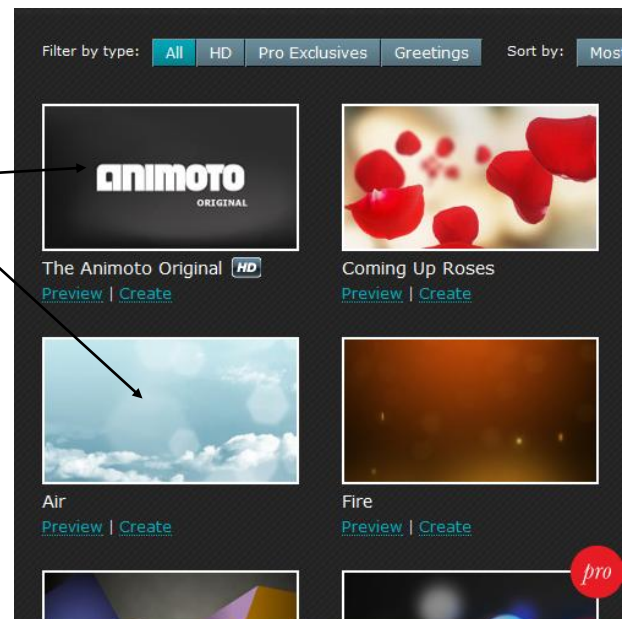 Filter by type: All HD Pro Exclusives Greetings Sort by: Most
ANIMOTO
ORIGINAL
The Animoto Original HD
Preview | Create
Coming Up Roses
Preview | Create
Air
Preview | Create
Fire
Preview | Create
pro